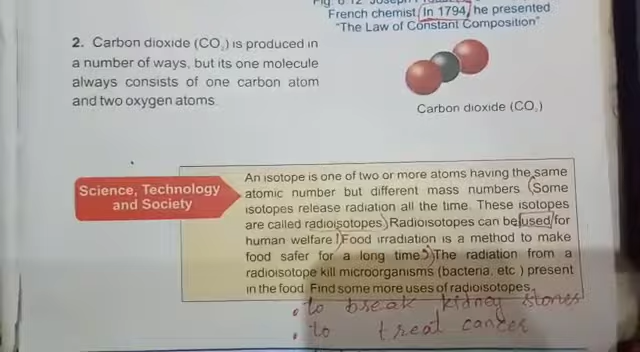 Fig. 6.12: Joseph
French chemist. In 1794, he presented
"The Law of Constant Composition"
2. Carbon dioxide (CO₂) is produced in
a number of ways, but its one molecule
always consists of one carbon atom
and two oxygen atoms.
Carbon dioxide (CO₂)
Science, Technology
and Society
An isotope is one of two or more atoms having the same
atomic number but different mass numbers. Some
isotopes release radiation all the time. These isotopes
are called radioisotopes. Radioisotopes can be used for
human welfare. Food irradiation is a method to make
food safer for a long time. The radiation from a
radioisotope kill microorganisms (bacteria, etc.) present
in the food. Find some more uses of radioisotopes.
• to break kidney stones
• to treat cancer